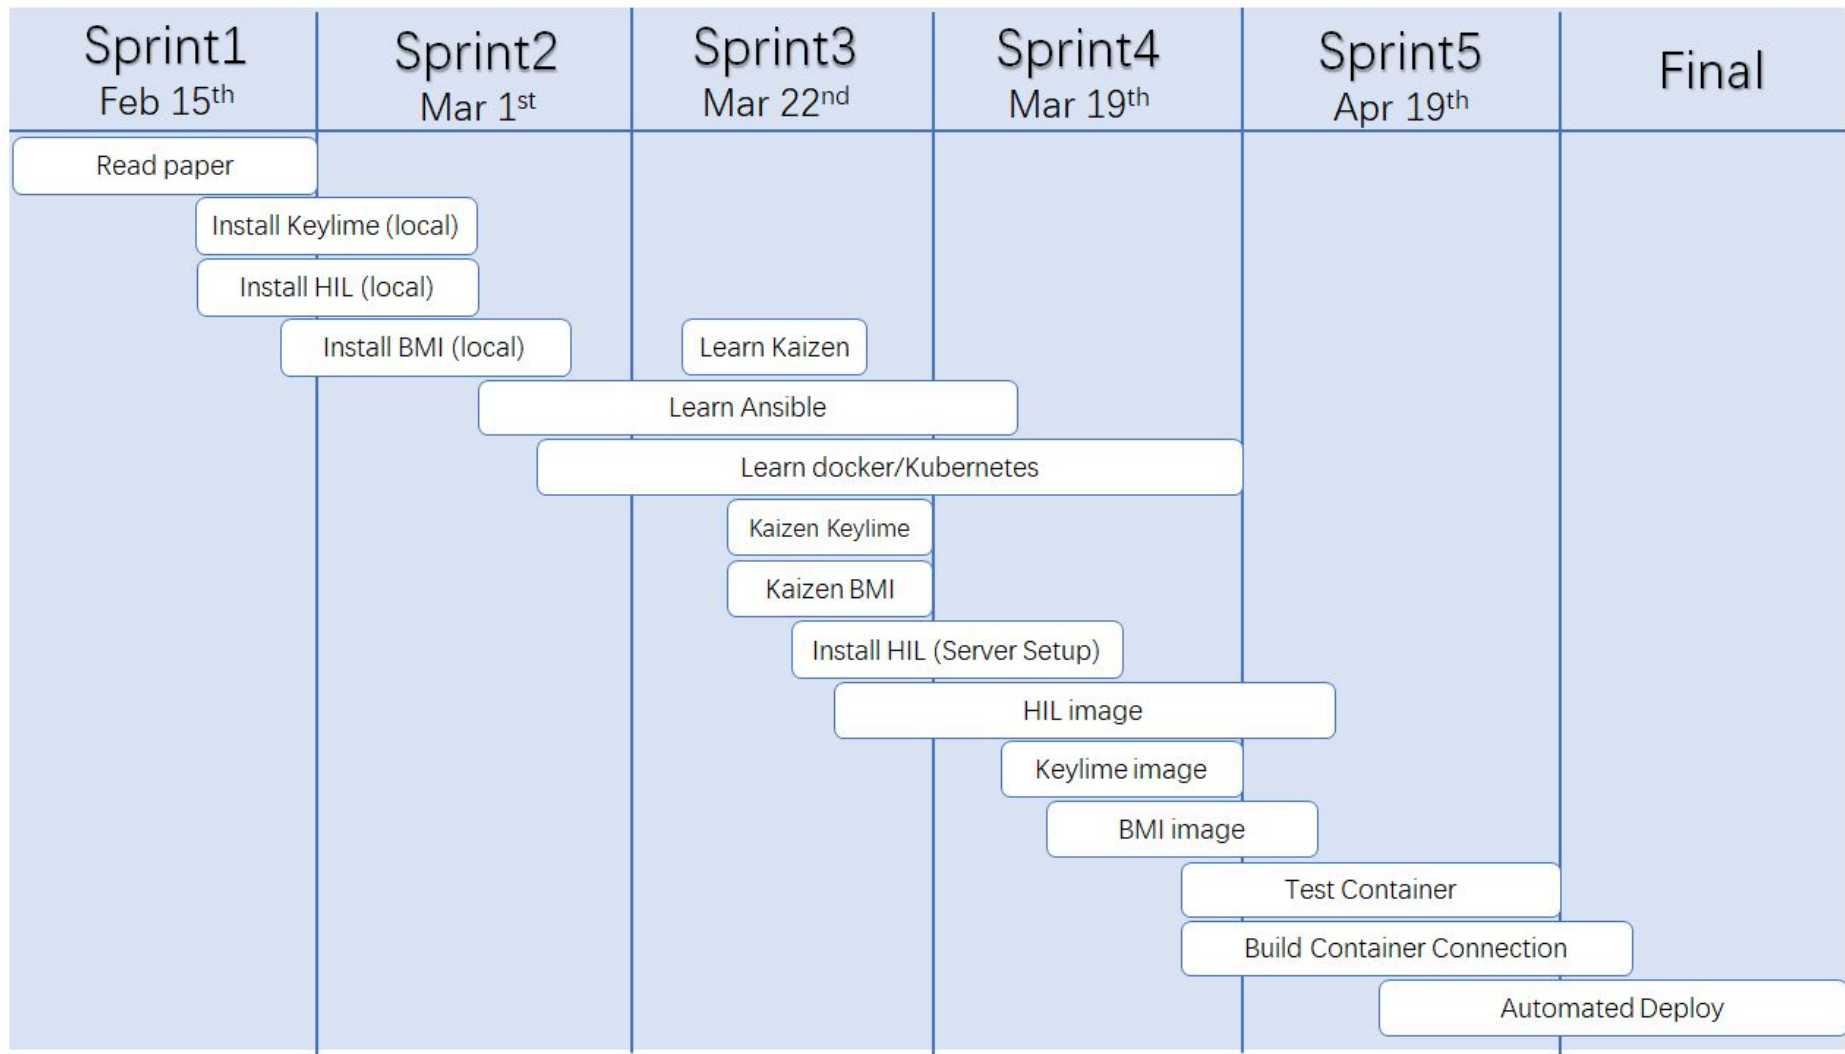 Sprint1
Feb 15th
Sprint2
Mar 1st
Sprint3
Mar 22nd
Sprint4
Mar 19th
Sprint5
Apr 19th
Final
Read paper
Install Keylime (local)
Install HIL (local)
Install BMI (local)
Learn Kaizen
Learn Ansible
Learn docker/Kubernetes
Kaizen Keylime
Kaizen BMI
Install HIL (Server Setup)
HIL image
Keylime image
BMI image
Test Container
Build Container Connection
Automated Deploy